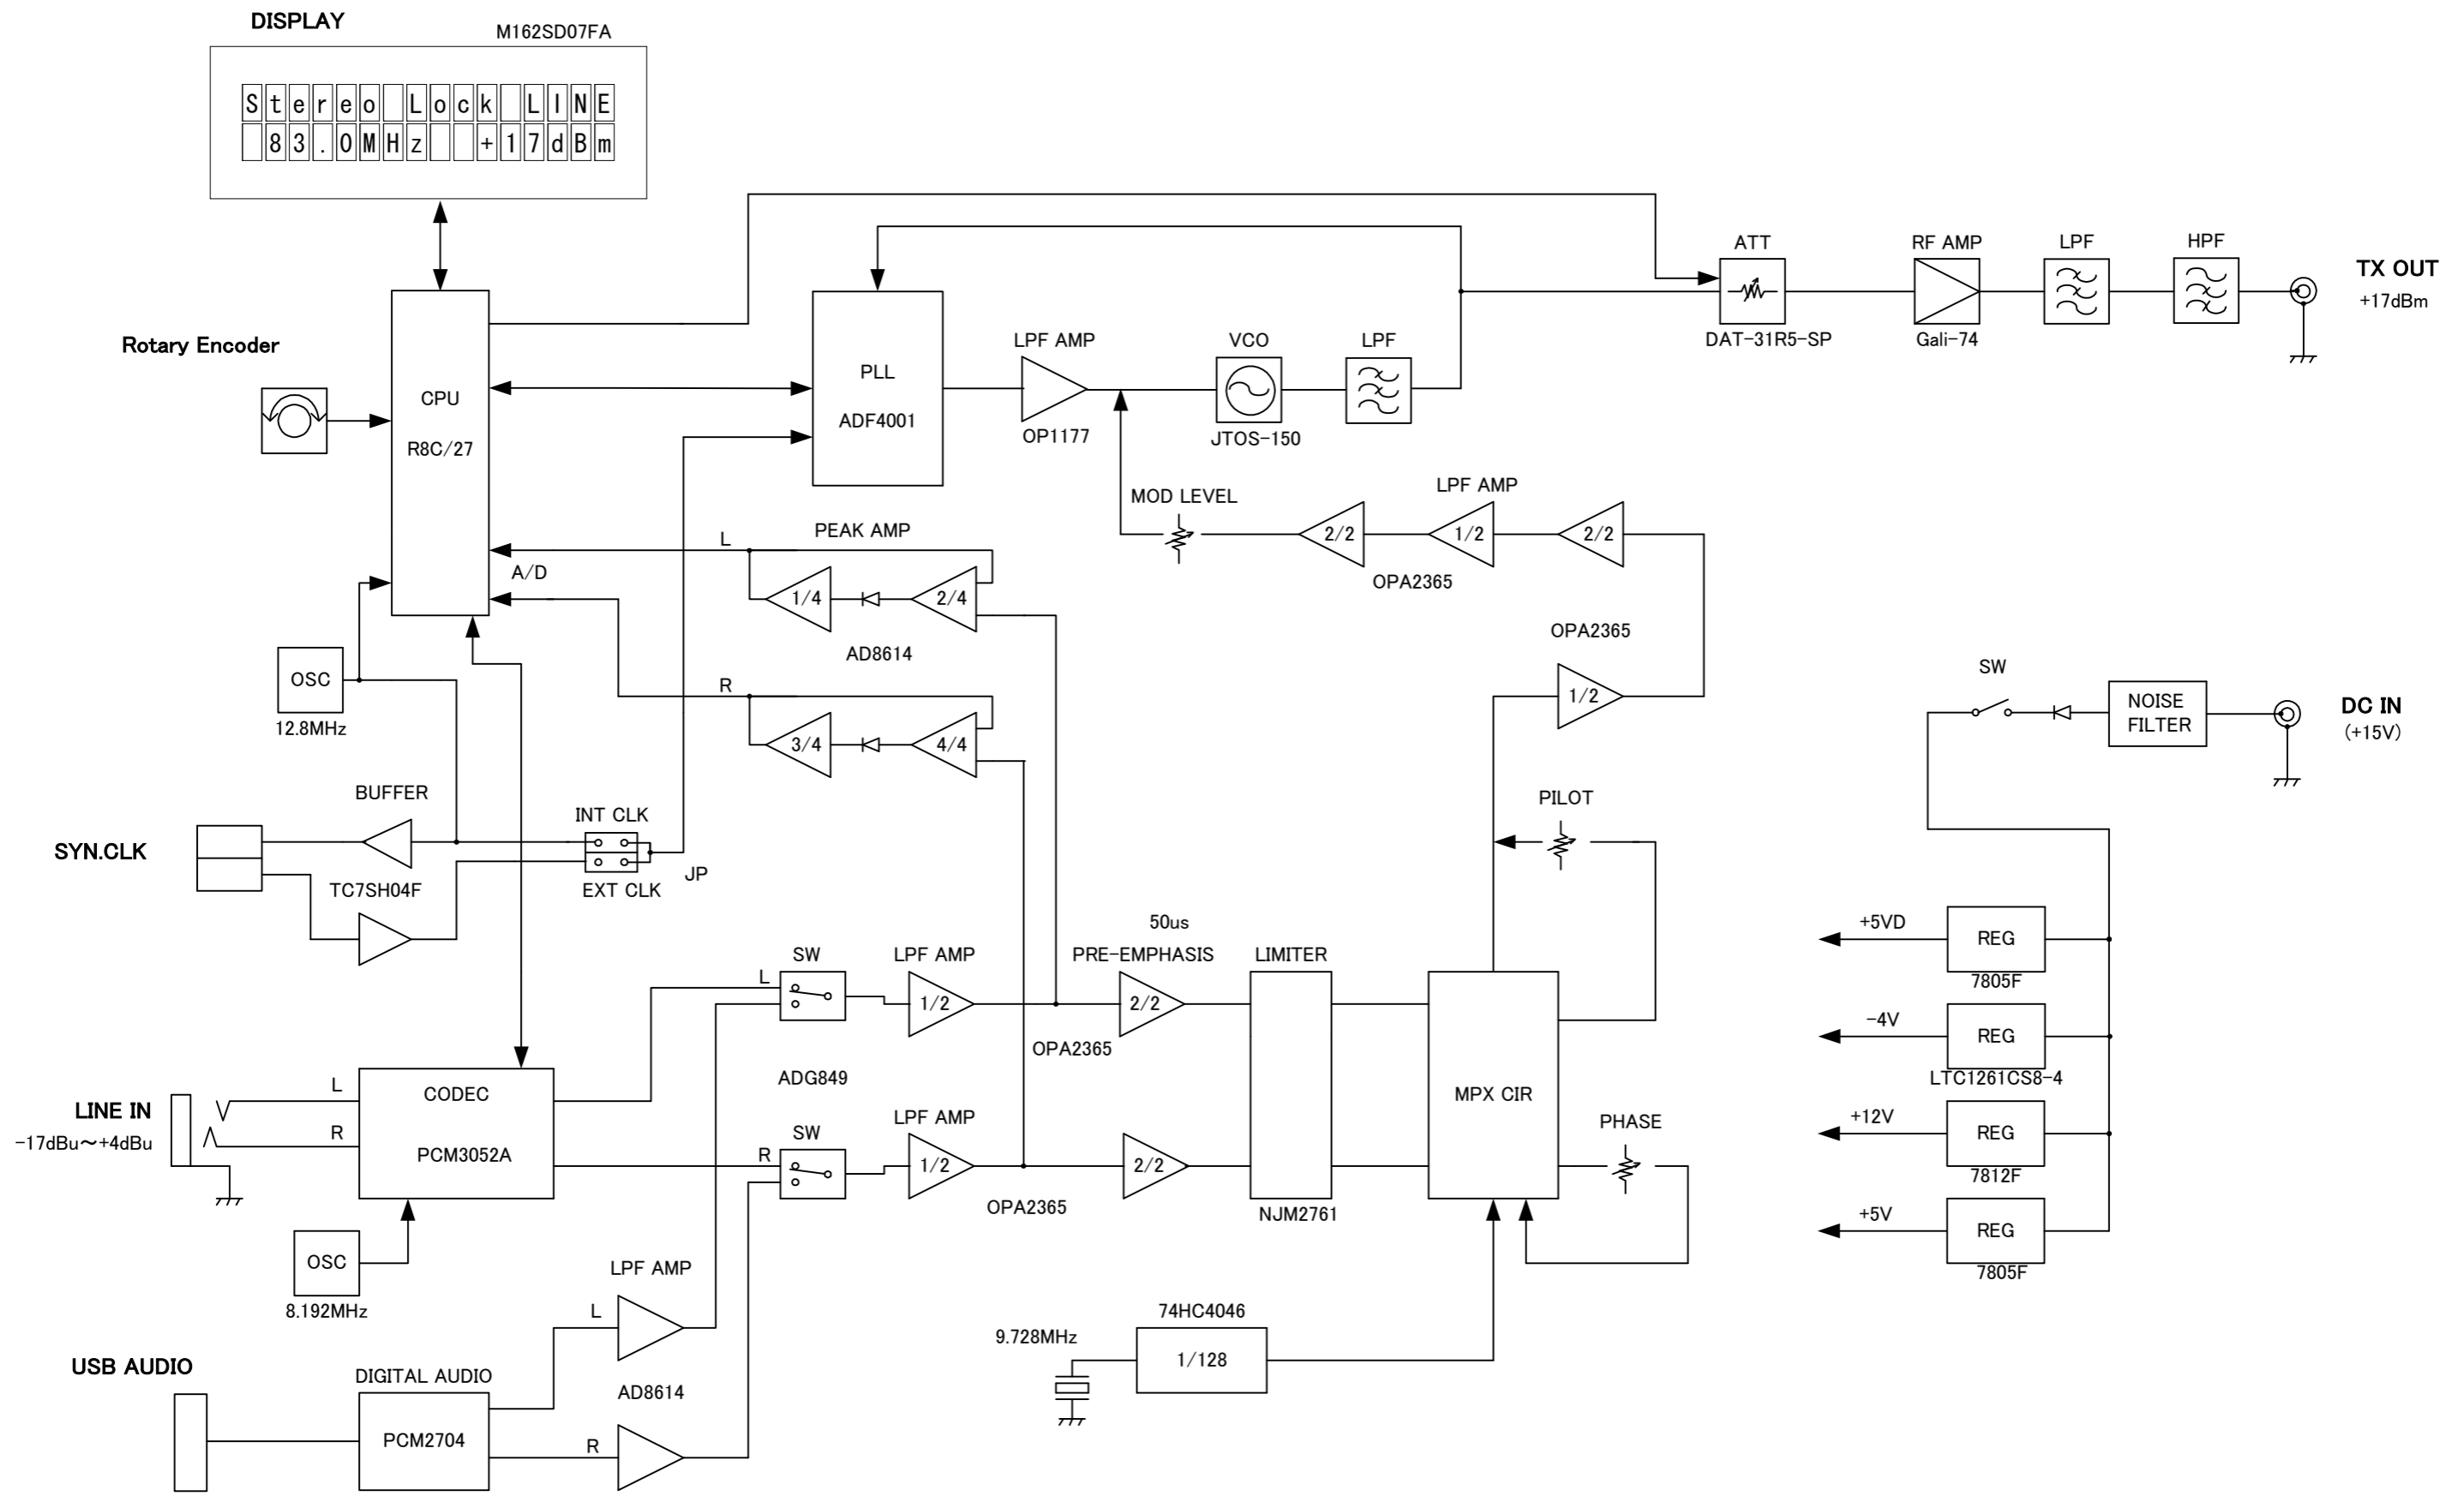 DISPLAY
M162SD07FA
Stereo Lock LINE
83.0MHz +17dBm
Rotary Encoder
CPU
R8C/27
PLL
ADF4001
LPF AMP
OP1177
VCO
JTOS-150
LPF
ATT
DAT-31R5-SP
RF AMP
Gali-74
LPF
HPF
TX OUT
+17dBm
MOD LEVEL
LPF AMP
2/2
1/2
2/2
OPA2365
OPA2365
1/2
L
PEAK AMP
A/D
1/4
2/4
AD8614
R
3/4
4/4
OSC
12.8MHz
BUFFER
SYN.CLK
TC7SH04F
INT CLK
EXT CLK
JP
PILOT
SW
NOISE
FILTER
DC IN
(+15V)
+5VD
REG
7805F
-4V
REG
LTC1261CS8-4
+12V
REG
7812F
+5V
REG
7805F
LINE IN
-17dBu～+4dBu
L
R
CODEC
PCM3052A
OSC
8.192MHz
L
SW
ADG849
R
SW
LPF AMP
1/2
OPA2365
LPF AMP
1/2
OPA2365
50us
PRE-EMPHASIS
2/2
2/2
LIMITER
NJM2761
MPX CIR
PHASE
LPF AMP
L
AD8614
R
USB AUDIO
DIGITAL AUDIO
PCM2704
9.728MHz
74HC4046
1/128